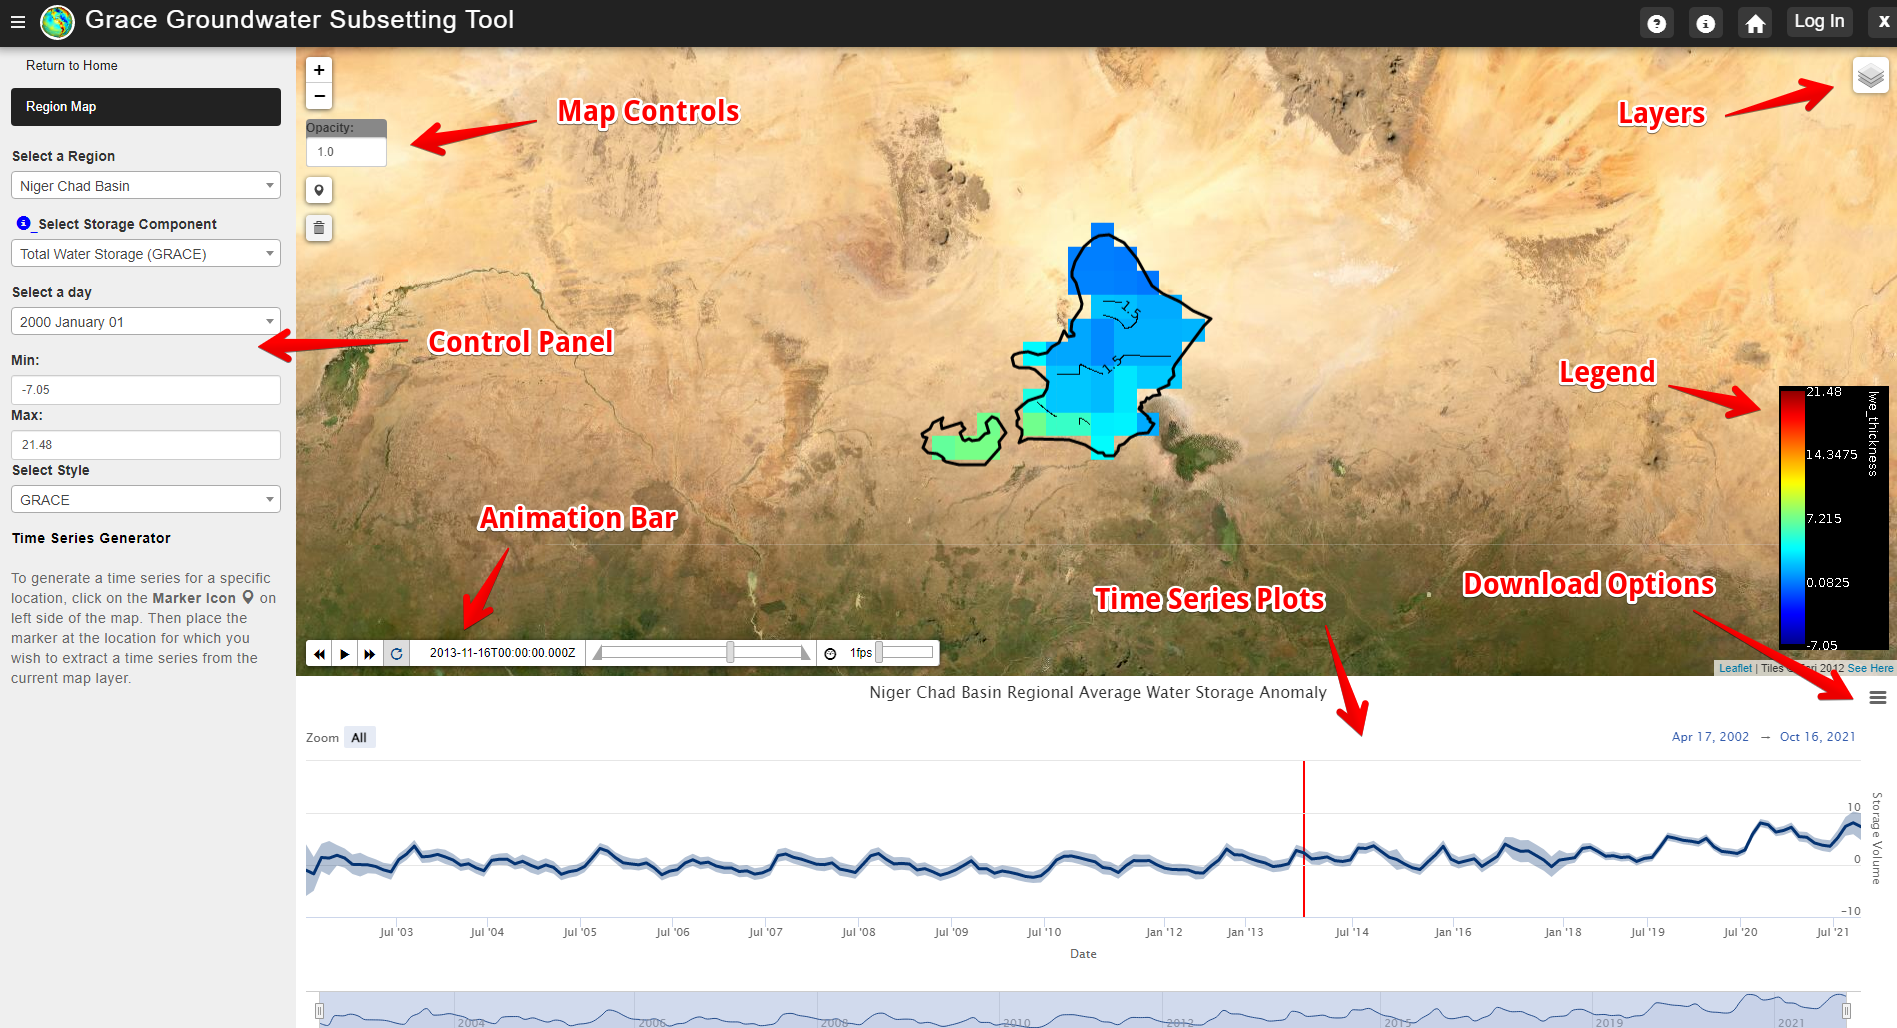 Grace Groundwater Subsetting Tool
Log In
X
Return to Home
Region Map
Select a Region
Niger Chad Basin
Select Storage Component
Total Water Storage (GRACE)
Select a day
2000 January 01
Min:
-7.05
Max:
21.48
Select Style
GRACE
Time Series Generator
To generate a time series for a specific
location, click on the Marker Icon on
left side of the map. Then place the
marker at the location for which you
wish to extract a time series from the
current map layer.
+
−
Opacity:
1.0
Map Controls
Layers
Control Panel
1.5
1.5
Legend
21.48
14.3475
7.215
0.0825
-7.05
lwe_thickness
Animation Bar
Time Series Plots
Download Options
2013-11-16T00:00:00.000Z
1fps
Leaflet | Tiles © Esri 2012 See Here
Niger Chad Basin Regional Average Water Storage Anomaly
Zoom All
Apr 17, 2002 → Oct 16, 2021
10
0
-10
Storage Volume
Jul '03 Jul '04 Jul '05 Jul '06 Jul '07 Jul '08 Jul '09 Jul '10 Jan '12 Jan '13 Jul '14 Jan '16 Jan '18 Jul '19 Jul '20 Jul '21
Date
2004 2006 2008 2010 2012 2015 2019 2021